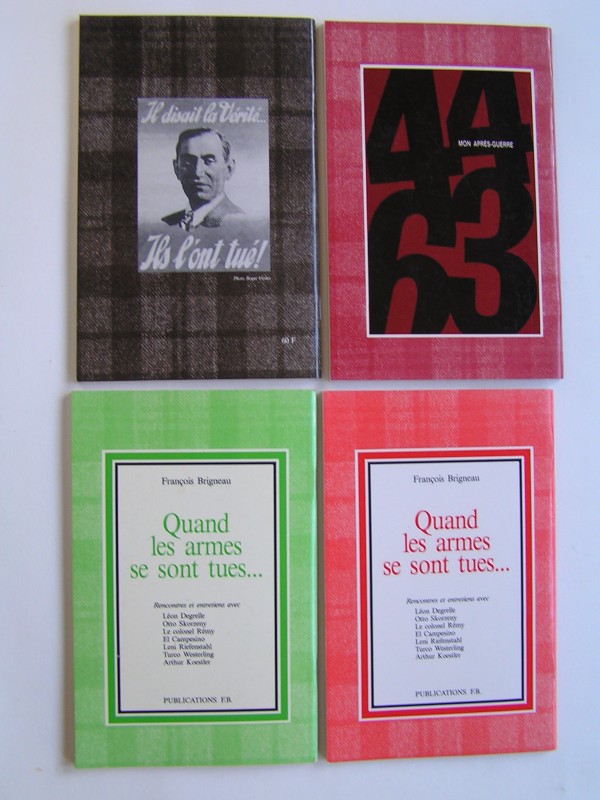 Il disait la Vérité...
Ils l'ont tué!
Photo Roger-Viollet
60 F
44
MON APRÈS-GUERRE
63
François Brigneau
Quand
les armes
se sont tues...
Rencontres et entretiens avec
Léon Degrelle
Otto Skorzeny
Le colonel Rémy
El Campesino
Leni Riefenstahl
Turco Westerling
Arthur Koestler
PUBLICATIONS F.B.
François Brigneau
Quand
les armes
se sont tues...
Rencontres et entretiens avec
Léon Degrelle
Otto Skorzeny
Le colonel Rémy
El Campesino
Leni Riefenstahl
Turco Westerling
Arthur Koestler
PUBLICATIONS F.B.